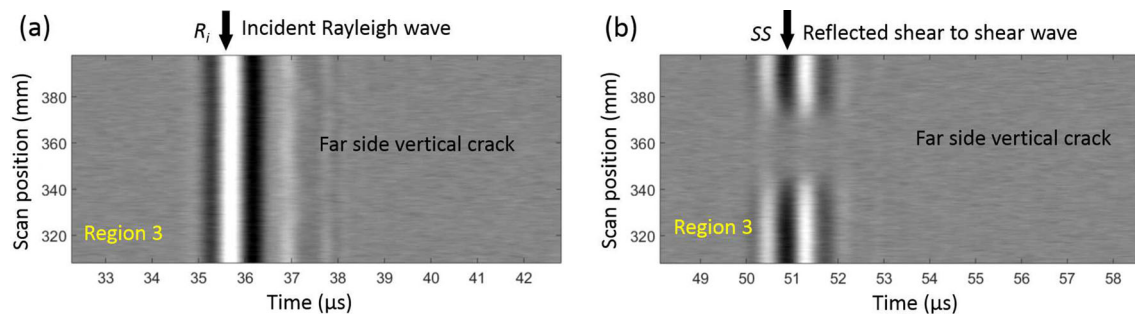 (a)
R_i Incident Rayleigh wave
Scan position (mm)
380
360
340
320
Far side vertical crack
Region 3
33 34 35 36 37 38 39 40 41 42
Time (μs)
(b)
SS Reflected shear to shear wave
Scan position (mm)
380
360
340
320
Far side vertical crack
Region 3
49 50 51 52 53 54 55 56 57 58
Time (μs)